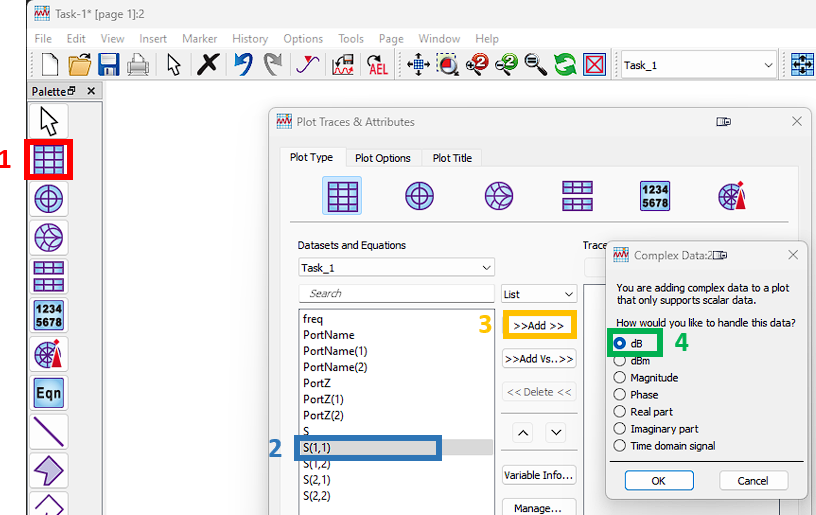 Task-1* [page 1]:2
File Edit View Insert Marker History Options Tools Page Window Help
AEL Task_1
Palette
1
Plot Traces & Attributes
Plot Type Plot Options Plot Title
1234
5678
Datasets and Equations
Trace
Task_1
Search
List
freq
PortName
PortName(1)
PortName(2)
PortZ
PortZ(1)
PortZ(2)
S
2 S(1,1)
S(1,2)
S(2,1)
S(2,2)
3 >>Add >>
>>Add Vs..>>
<< Delete <<
Variable Info...
Manage...
Complex Data:2
You are adding complex data to a plot
that only supports scalar data.
How would you like to handle this data?
dB 4
dBm
Magnitude
Phase
Real part
Imaginary part
Time domain signal
OK Cancel
1234
5678
Eqn